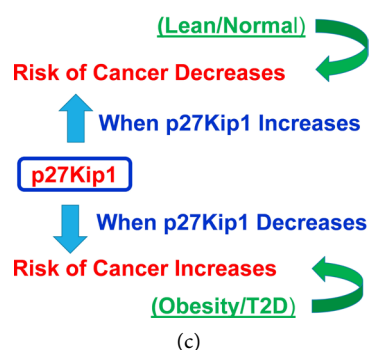 (Lean/Normal)
Risk of Cancer Decreases
When p27Kip1 Increases
p27Kip1
When p27Kip1 Decreases
Risk of Cancer Increases
(Obesity/T2D)
(c)